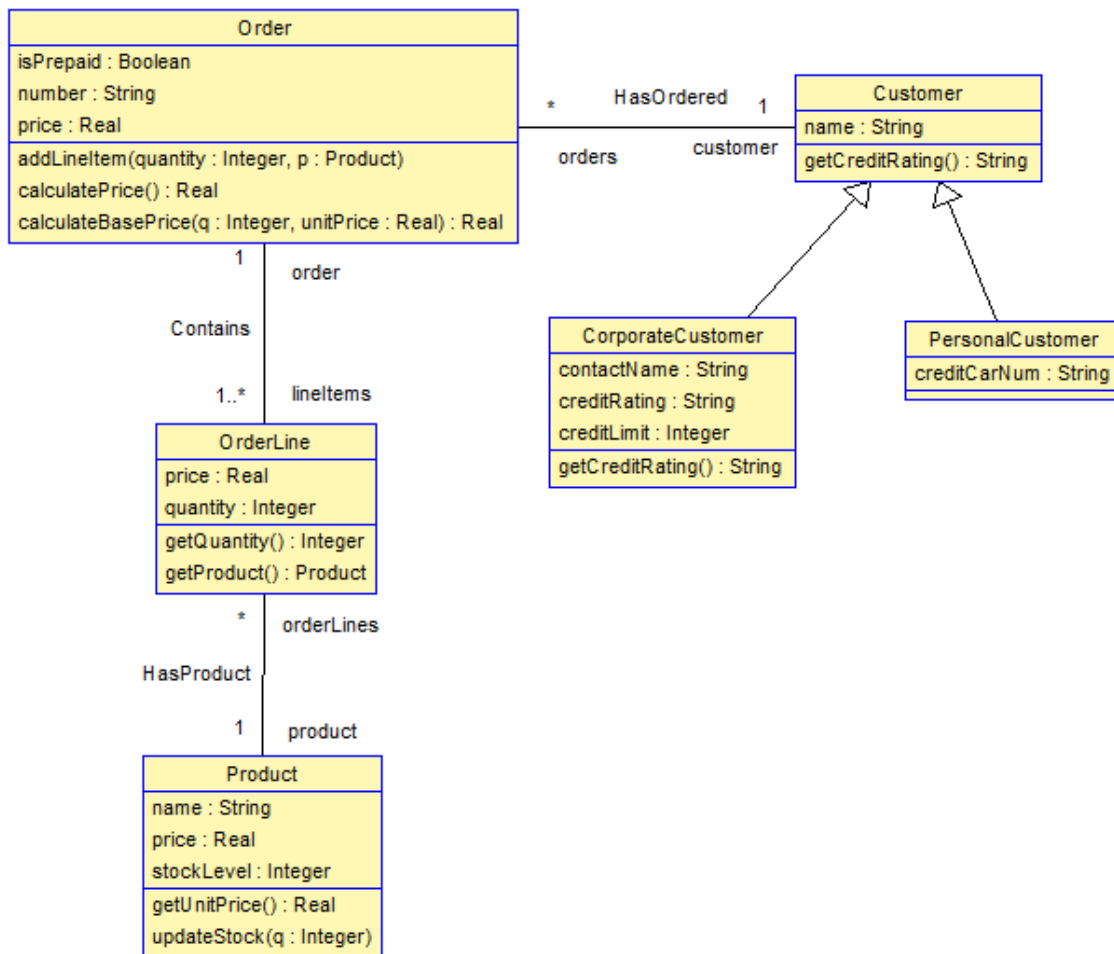 Order
isPrepaid : Boolean
number : String
price : Real
addLineItem(quantity : Integer, p : Product)
calculatePrice() : Real
calculateBasePrice(q : Integer, unitPrice : Real) : Real
* HasOrdered 1
orders customer
Customer
name : String
getCreditRating() : String
1
order
Contains
1..* lineItems
CorporateCustomer
contactName : String
creditRating : String
creditLimit : Integer
getCreditRating() : String
PersonalCustomer
creditCarNum : String
OrderLine
price : Real
quantity : Integer
getQuantity() : Integer
getProduct() : Product
* orderLines
HasProduct
1 product
Product
name : String
price : Real
stockLevel : Integer
getUnitPrice() : Real
updateStock(q : Integer)